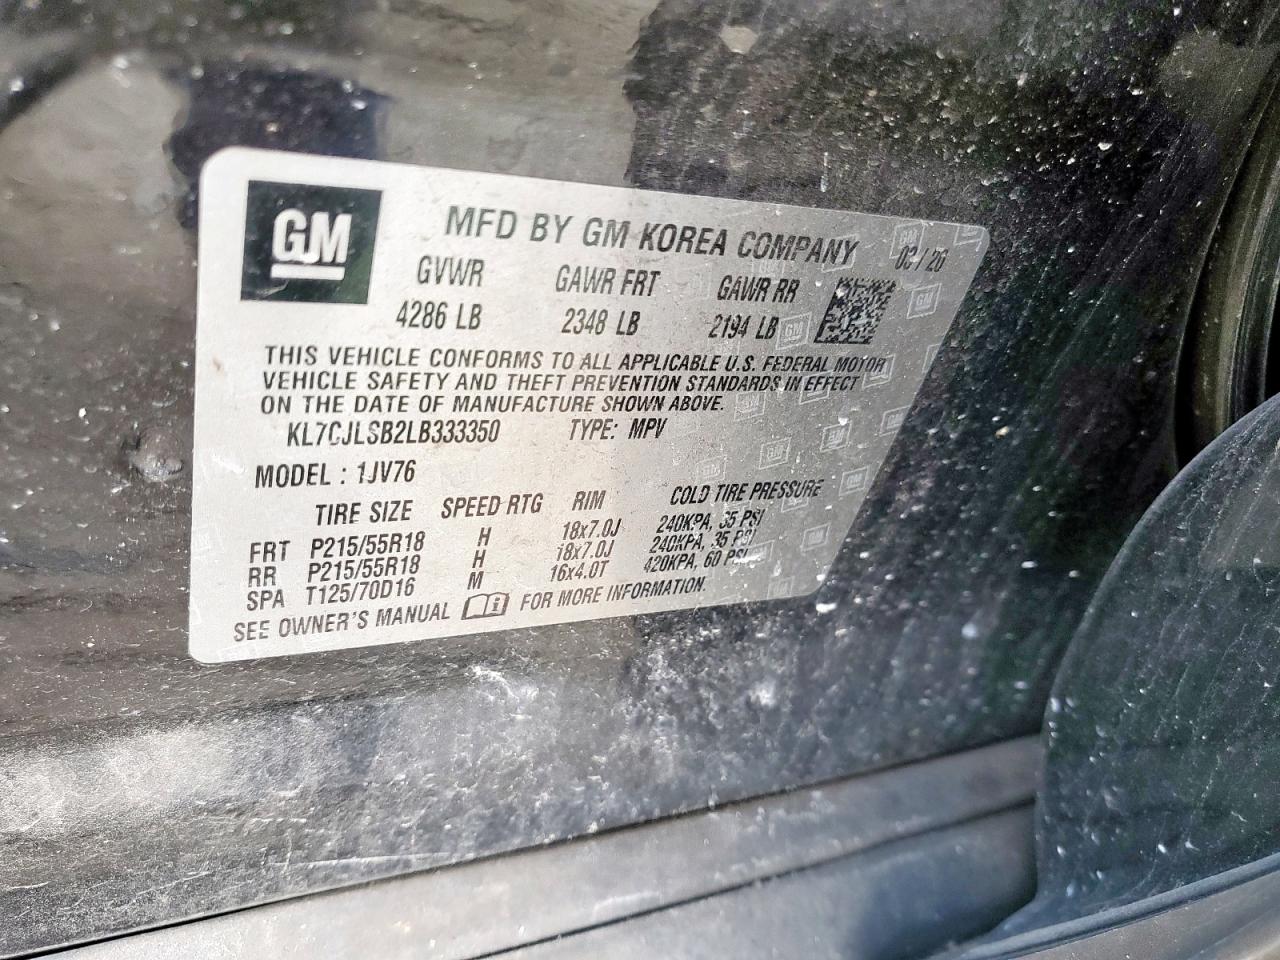 GM
MFD BY GM KOREA COMPANY 03 / 20
GVWR GAWR FRT GAWR RR
4286 LB 2348 LB 2194 LB
THIS VEHICLE CONFORMS TO ALL APPLICABLE U.S. FEDERAL MOTOR
VEHICLE SAFETY AND THEFT PREVENTION STANDARDS IN EFFECT
ON THE DATE OF MANUFACTURE SHOWN ABOVE.
KL7CJLSB2LB333350 TYPE: MPV
MODEL : 1JV76
TIRE SIZE SPEED RTG RIM COLD TIRE PRESSURE
FRT P215/55R18 H 18x7.0J 240KPA, 35 PSI
RR P215/55R18 H 18x7.0J 240KPA, 35 PSI
SPA T125/70D16 M 16x4.0T 420KPA, 60 PSI
SEE OWNER'S MANUAL i FOR MORE INFORMATION.